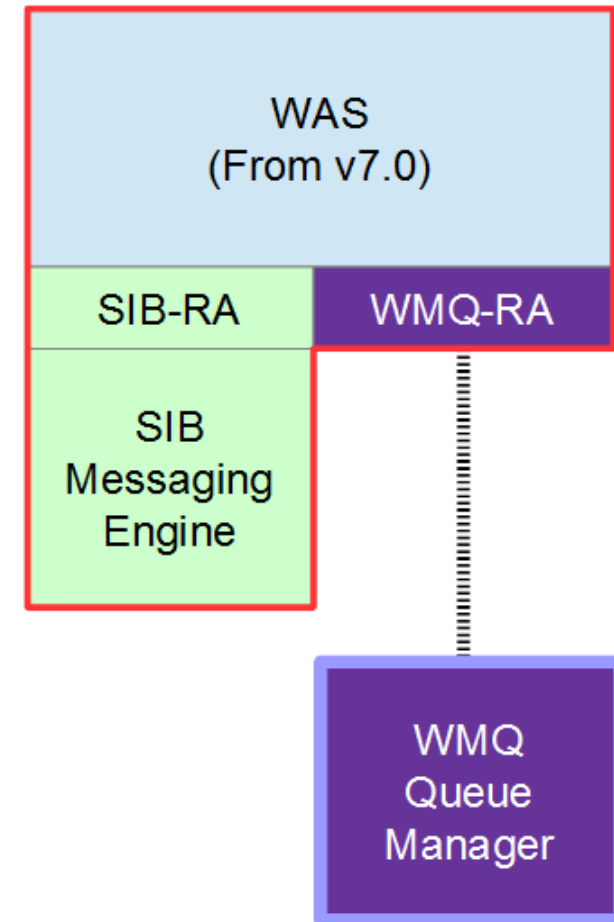 WAS
(From v7.0)
SIB-RA
WMQ-RA
SIB
Messaging
Engine
WMQ
Queue
Manager